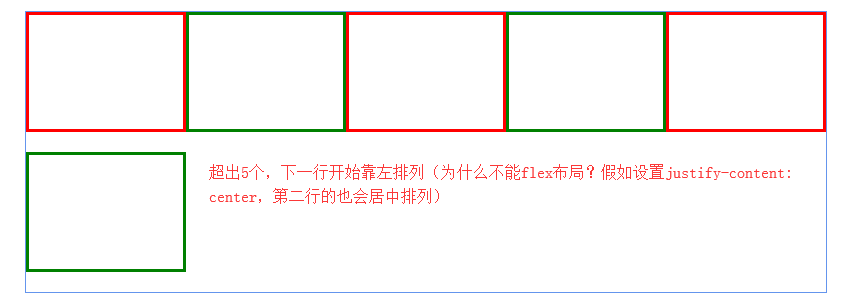 超出5个，下一行开始靠左排列（为什么不能flex布局？假如设置justify-content:
center，第二行的也会居中排列）